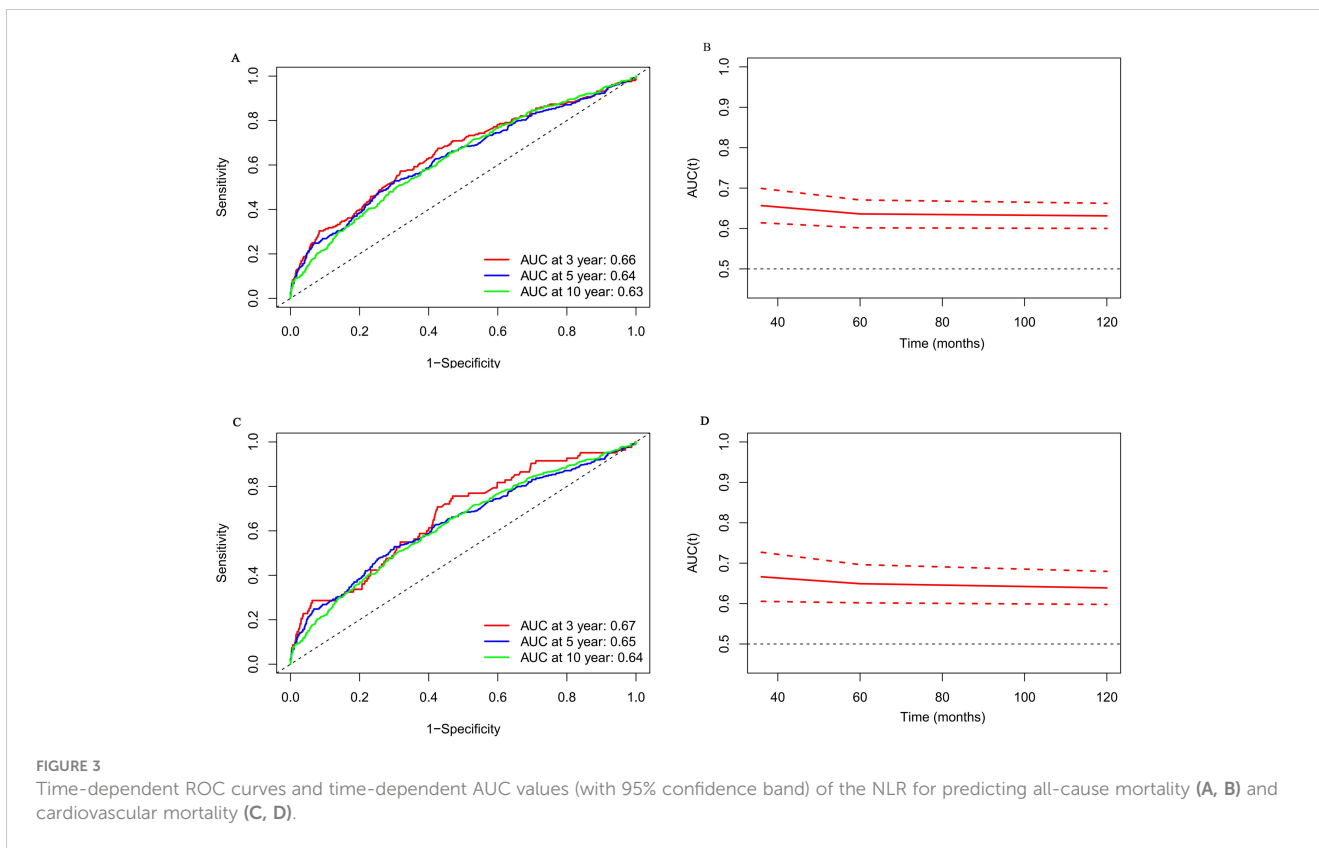 A
1.0
0.8
0.6
0.4
0.2
0.0
Sensitivity
AUC at 3 year: 0.66
AUC at 5 year: 0.64
AUC at 10 year: 0.63
0.0 0.2 0.4 0.6 0.8 1.0
1−Specificity
B
1.0
0.9
0.8
0.7
0.6
0.5
AUC(t)
40 60 80 100 120
Time (months)
C
1.0
0.8
0.6
0.4
0.2
0.0
Sensitivity
AUC at 3 year: 0.67
AUC at 5 year: 0.65
AUC at 10 year: 0.64
0.0 0.2 0.4 0.6 0.8 1.0
1−Specificity
D
1.0
0.9
0.8
0.7
0.6
0.5
AUC(t)
40 60 80 100 120
Time (months)
FIGURE 3
Time-dependent ROC curves and time-dependent AUC values (with 95% confidence band) of the NLR for predicting all-cause mortality (A, B) and
cardiovascular mortality (C, D).